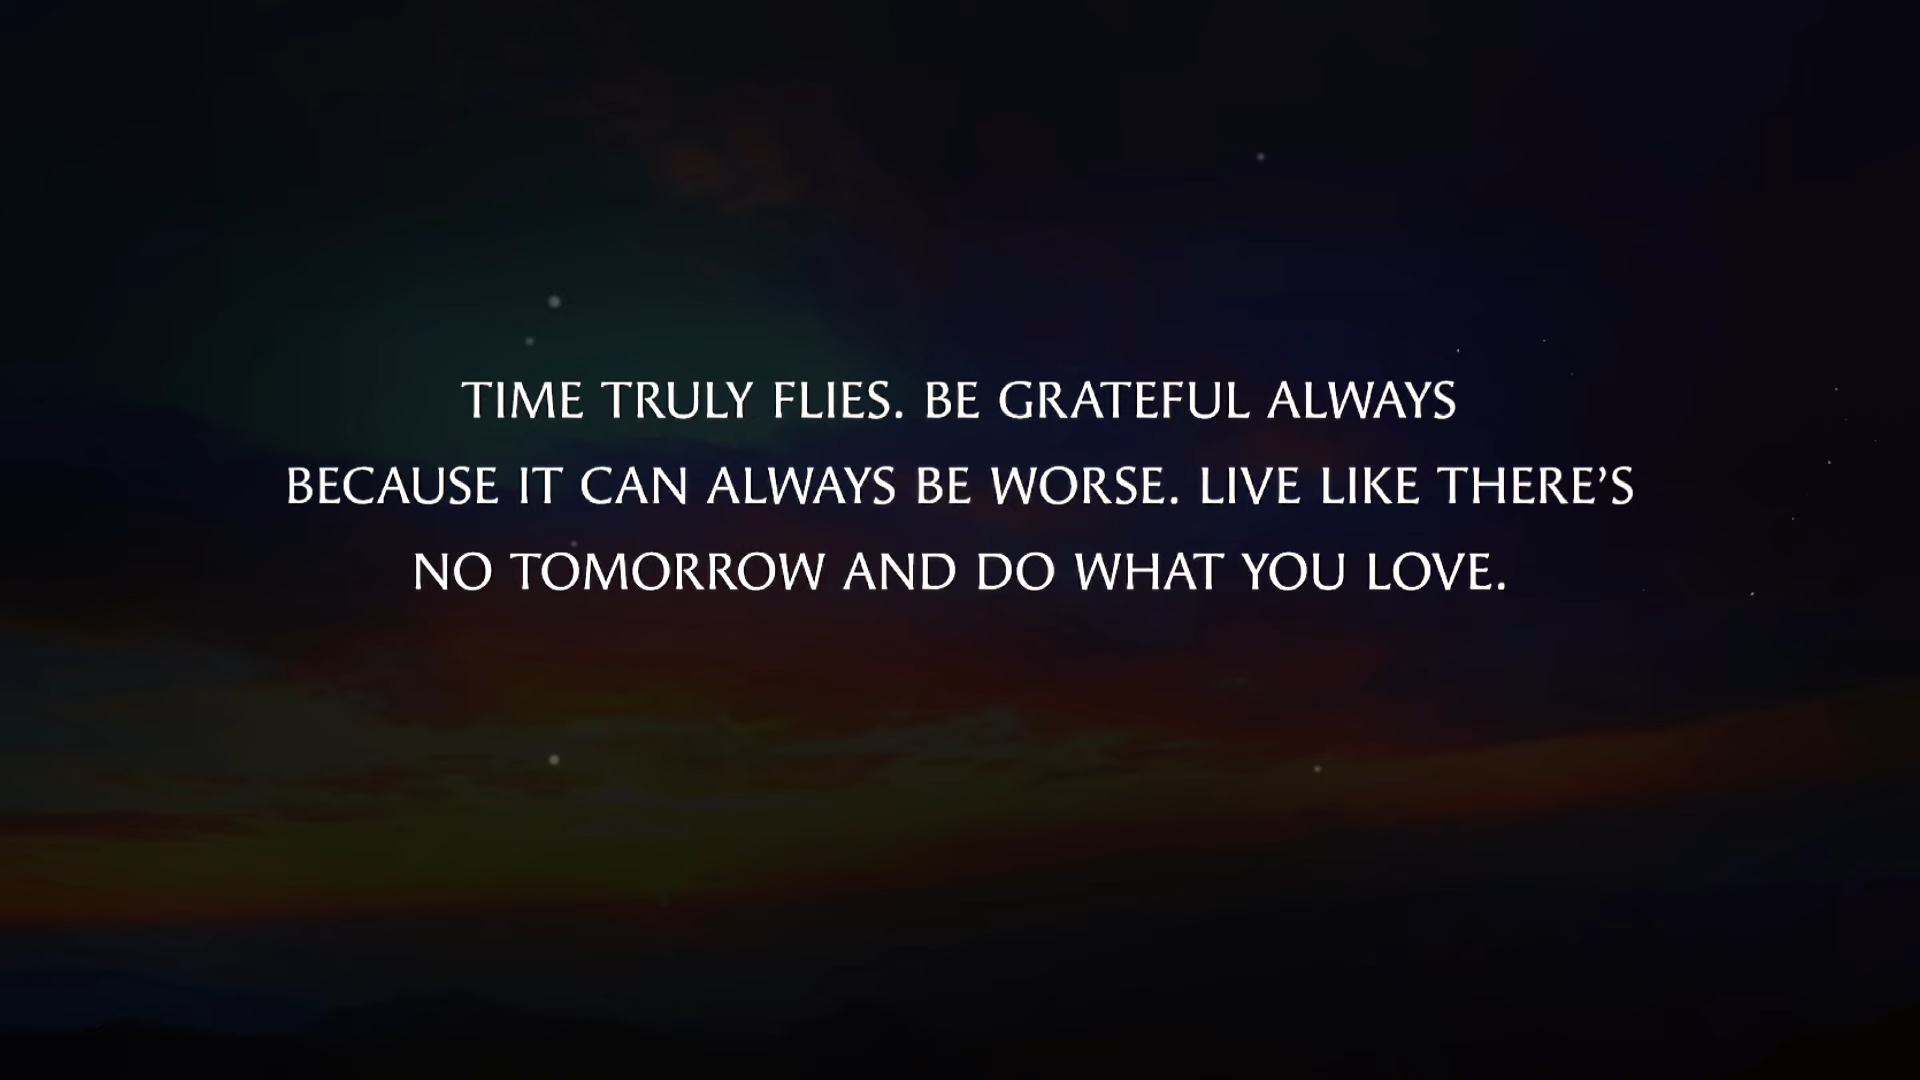 TIME TRULY FLIES. BE GRATEFUL ALWAYS
BECAUSE IT CAN ALWAYS BE WORSE. LIVE LIKE THERE’S
NO TOMORROW AND DO WHAT YOU LOVE.